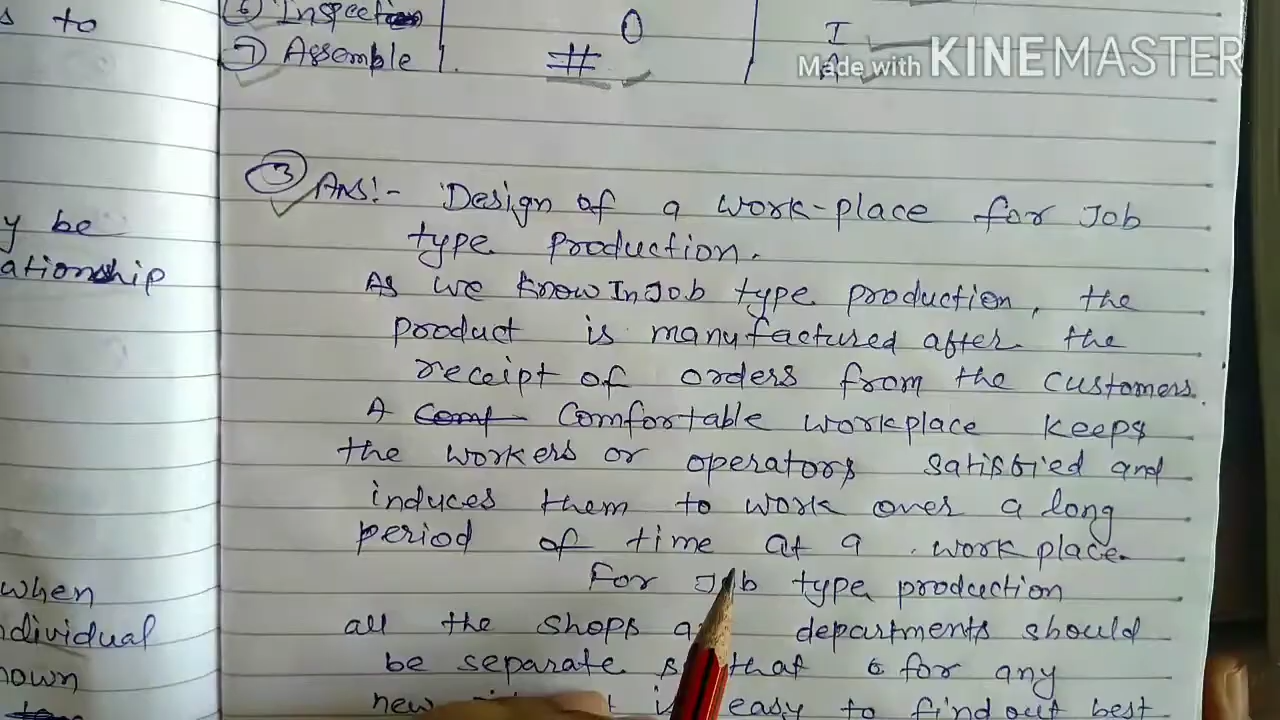 s to
y be
ationship
when
ndividual
nown
⑥ Inspection
⑦ Assemble
I
A
Made with KINEMASTER
③ Ans:- Design of a work-place for Job
type production.
As we know In Job type production, the
product is manufactured after the
receipt of orders from the customers.
A Comfortable workplace keeps
the workers or operators satisfied and
induces them to work over a long
period of time at a work place.
For Job type production
all the shops departments should
be separate that for any
new easy to find out best